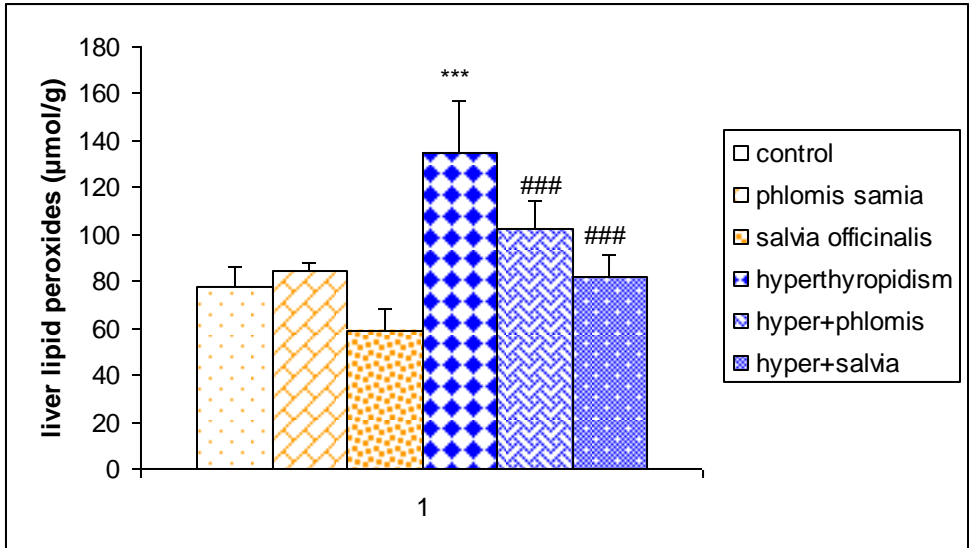 liver lipid peroxides (µmol/g)
180
160
140
120
100
80
60
40
20
0
***
###
###
1
control
phlomis samia
salvia officinalis
hyperthyropidism
hyper+phlomis
hyper+salvia